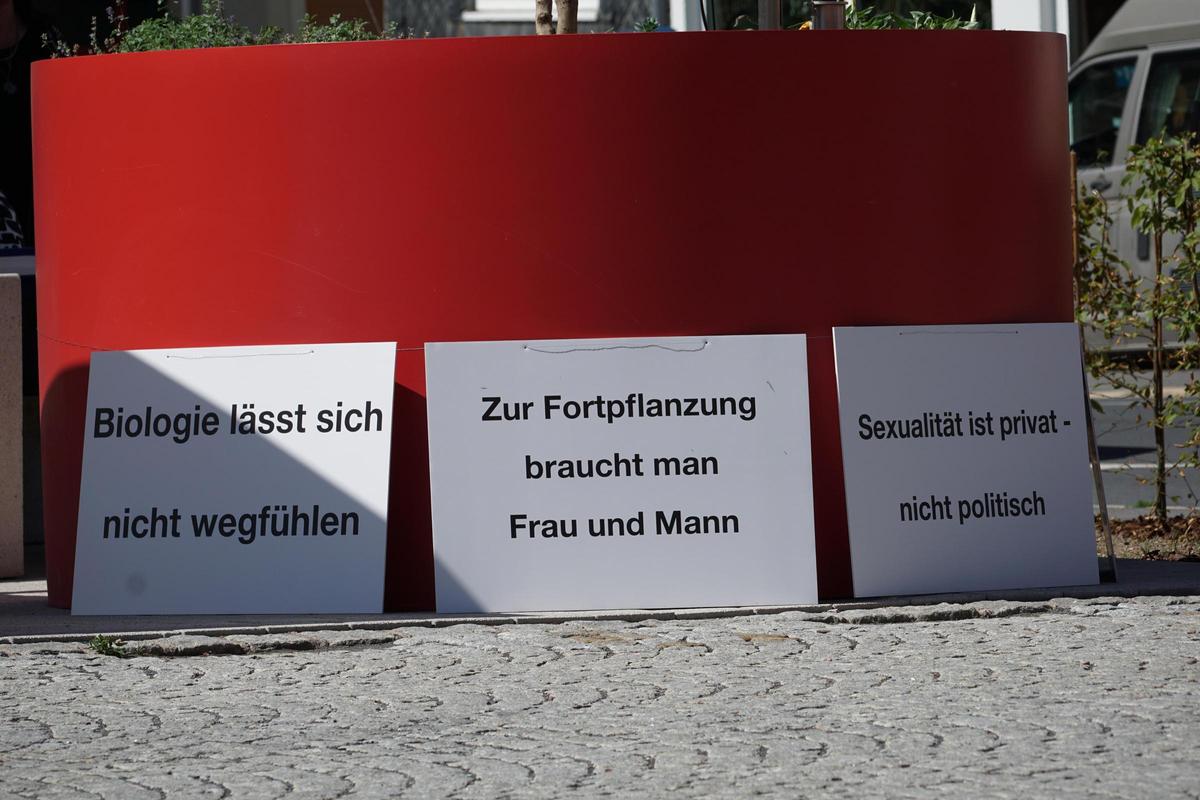 Biologie lässt sich
nicht wegfühlen
Zur Fortpflanzung
braucht man
Frau und Mann
Sexualität ist privat -
nicht politisch